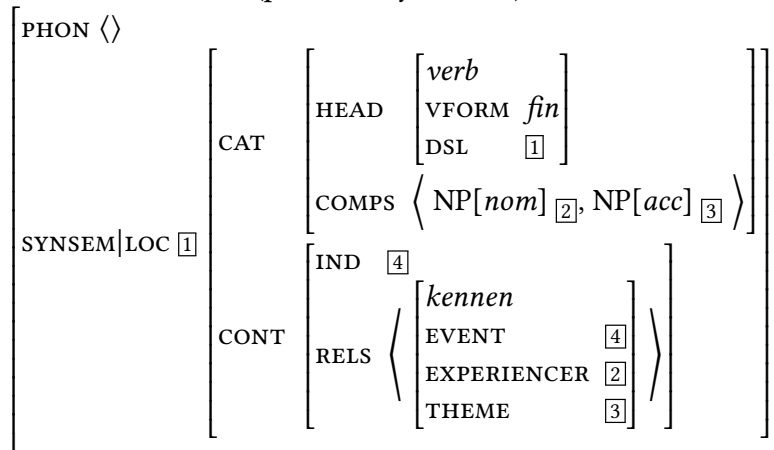 PHON ⟨⟩
verb
HEAD VFORM fin
CAT DSL 1
COMPS ⟨ NP[nom] 2, NP[acc] 3 ⟩
SYNSEM|LOC 1
IND 4
kennen
EVENT 4
CONT RELS ⟨ EXPERIENCER 2 ⟩
THEME 3